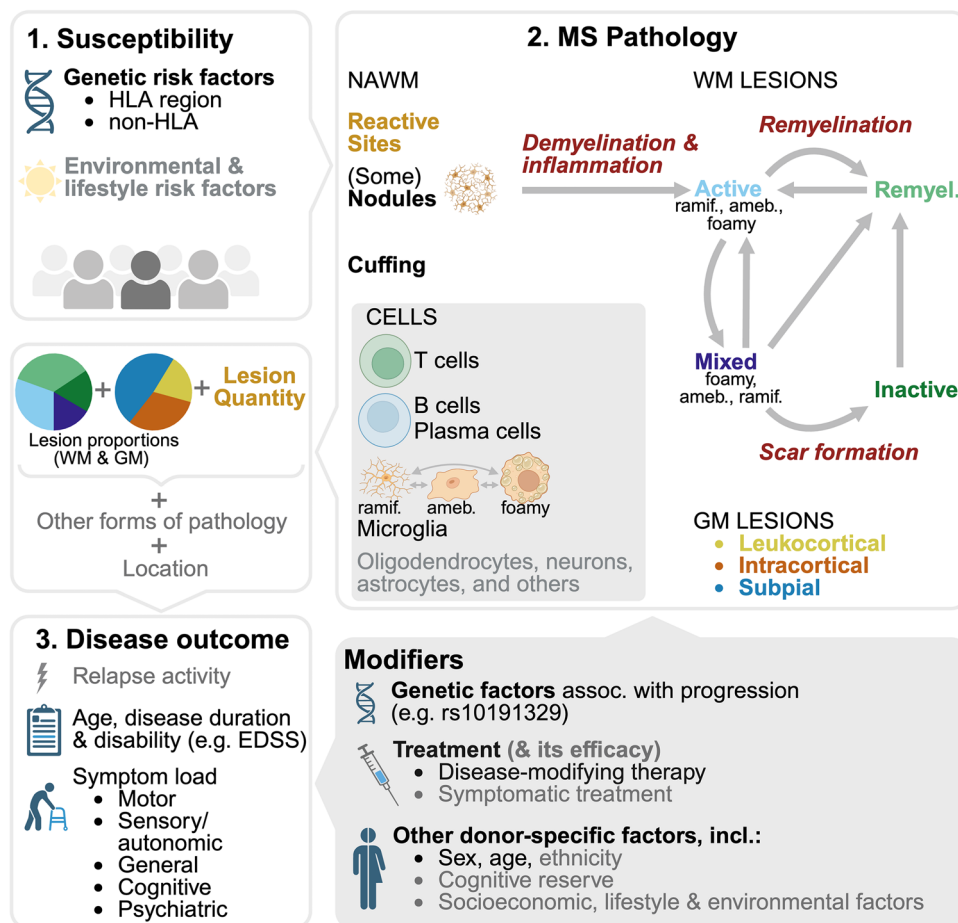 1. Susceptibility
Genetic risk factors
• HLA region
• non-HLA
Environmental &
lifestyle risk factors
+
+
Lesion
Quantity
Lesion proportions
(WM & GM)
+
Other forms of pathology
+
Location
2. MS Pathology
NAWM
Reactive
Sites
(Some)
Nodules
Cuffing
CELLS
T cells
B cells
Plasma cells
ramif. ameb. foamy
Microglia
Oligodendrocytes, neurons,
astrocytes, and others
WM LESIONS
Demyelination &
inflammation
Remyelination
Active
ramif., ameb.,
foamy
Remyel.
Mixed
foamy,
ameb., ramif.
Inactive
Scar formation
GM LESIONS
• Leukocortical
• Intracortical
• Subpial
3. Disease outcome
Relapse activity
Age, disease duration
& disability (e.g. EDSS)
Symptom load
• Motor
• Sensory/
autonomic
• General
• Cognitive
• Psychiatric
Modifiers
Genetic factors assoc. with progression
(e.g. rs10191329)
Treatment (& its efficacy)
• Disease-modifying therapy
• Symptomatic treatment
Other donor-specific factors, incl.:
• Sex, age, ethnicity
• Cognitive reserve
• Socioeconomic, lifestyle & environmental factors